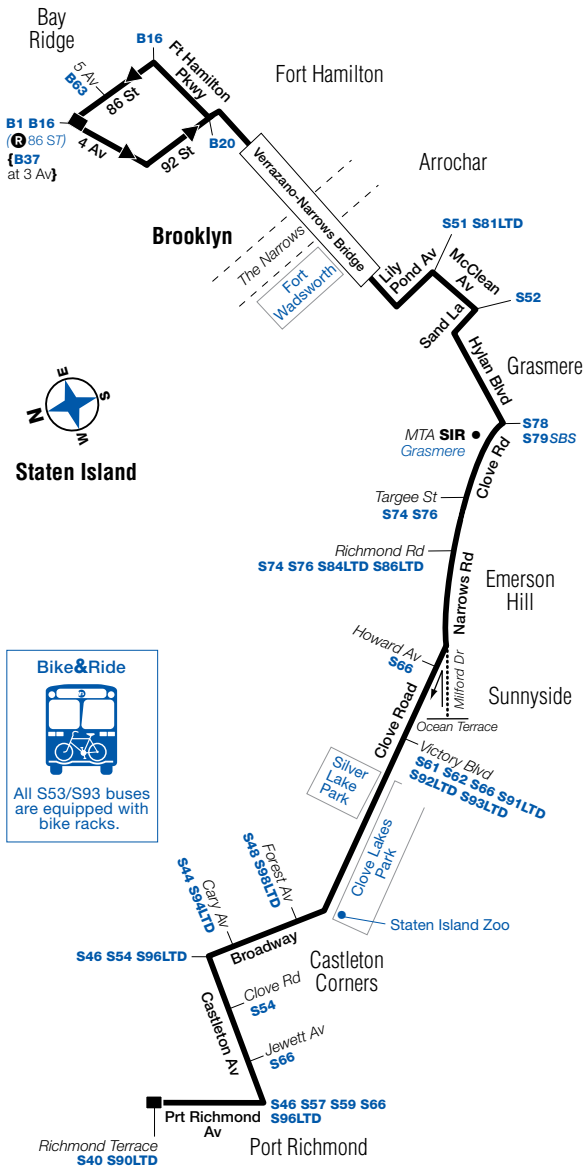 Bay
Ridge
B16
Ft Hamilton
Pkwy
Fort Hamilton
5 Av
B63
86 St
B1 B16
(R 86 ST)
{B37
at 3 Av}
4 Av
92 St
B20
Verrazano-Narrows Bridge
Arrochar
Brooklyn
The Narrows
Fort
Wadsworth
Lily
Pond Av
S51 S81LTD
McClean
Av
S52
Sand La
Hylan Blvd
Grasmere
E
S
N
W
Staten Island
MTA SIR
Grasmere
S78
S79SBS
Clove Rd
Targee St
S74 S76
Richmond Rd
S74 S76 S84LTD S86LTD
Narrows Rd
Emerson
Hill
Howard Av
S66
Milford Dr
Sunnyside
Ocean Terrace
Clove Road
Victory Blvd
S61 S62 S66 S91LTD
S92LTD S93LTD
Bike&Ride
All S53/S93 buses
are equipped with
bike racks.
Silver
Lake
Park
Clove Lakes
Park
Staten Island Zoo
Forest Av
S48 S98LTD
Cary Av
S44 S94LTD
Broadway
S46 S54 S96LTD
Castleton
Corners
Castleton Av
Clove Rd
S54
Jewett Av
S66
Prt Richmond
Av
S46 S57 S59 S66
S96LTD
Richmond Terrace
S40 S90LTD
Port Richmond